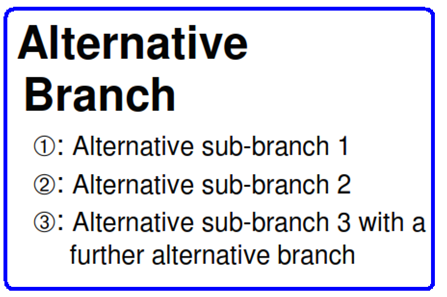 Alternative
Branch
①: Alternative sub-branch 1
②: Alternative sub-branch 2
③: Alternative sub-branch 3 with a
further alternative branch